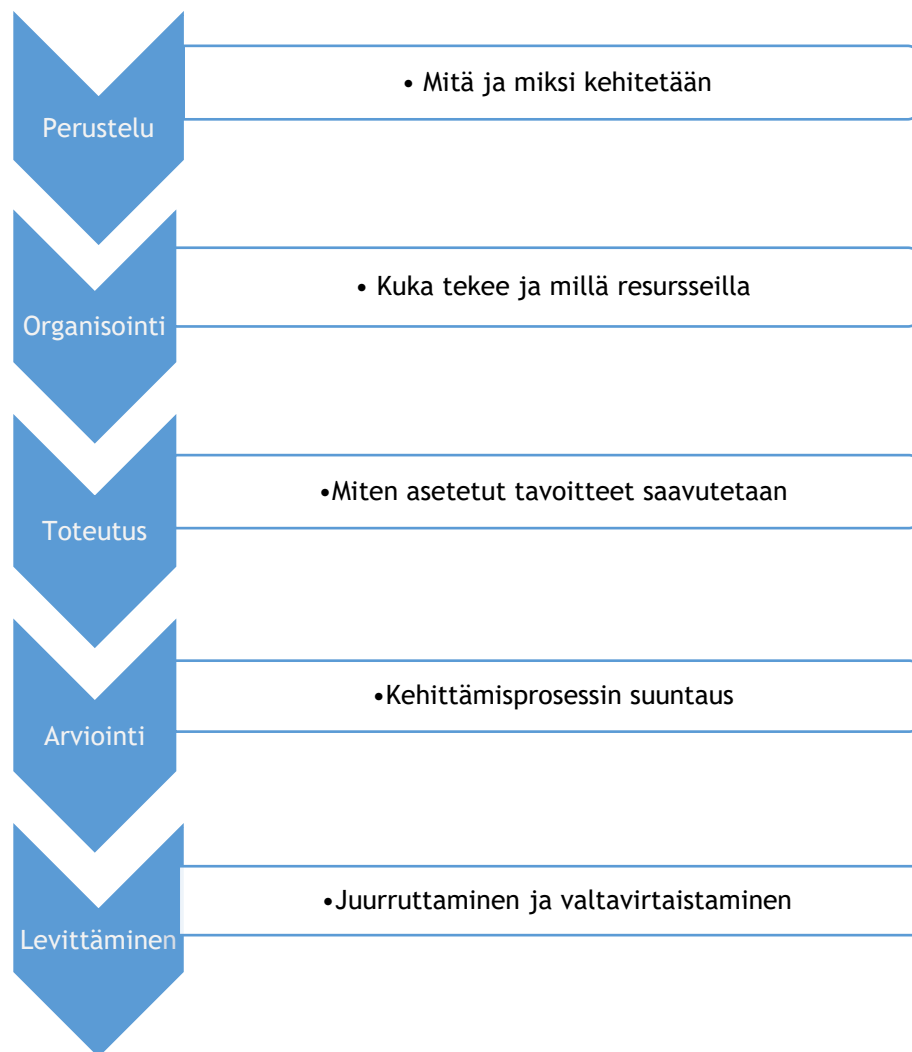 Perustelu
• Mitä ja miksi kehitetään
Organisointi
• Kuka tekee ja millä resursseilla
Toteutus
•Miten asetetut tavoitteet saavutetaan
Arviointi
•Kehittämisprosessin suuntaus
Levittäminen
•Juurruttaminen ja valtavirtaistaminen